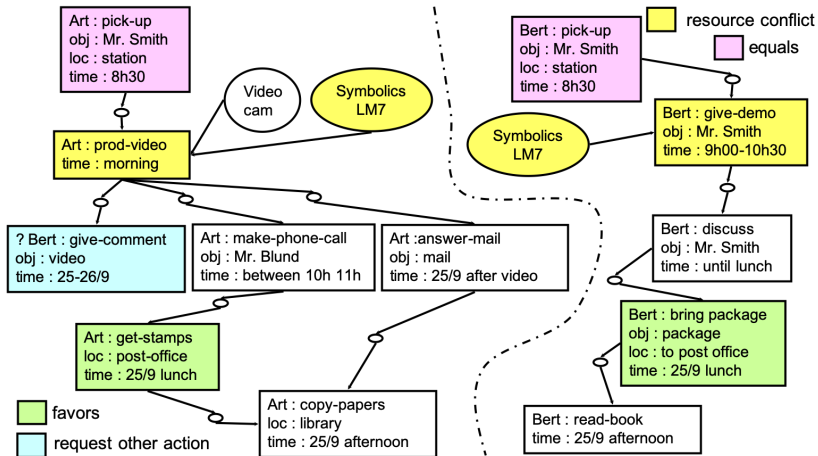 Art : pick-up
obj : Mr. Smith
loc : station
time : 8h30
Video
cam
Symbolics
LM7
Art : prod-video
time : morning
? Bert : give-comment
obj : video
time : 25-26/9
Art : make-phone-call
obj : Mr. Blund
time : between 10h 11h
Art :answer-mail
obj : mail
time : 25/9 after video
Art : get-stamps
loc : post-office
time : 25/9 lunch
Art : copy-papers
loc : library
time : 25/9 afternoon
favors
request other action
resource conflict
equals
Bert : pick-up
obj : Mr. Smith
loc : station
time : 8h30
Symbolics
LM7
Bert : give-demo
obj : Mr. Smith
time : 9h00-10h30
Bert : discuss
obj : Mr. Smith
time : until lunch
Bert : bring package
obj : package
loc : to post office
time : 25/9 lunch
Bert : read-book
time : 25/9 afternoon